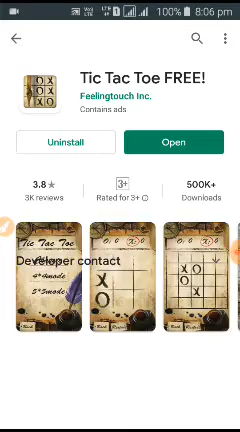 100% 8:06 pm
Tic Tac Toe FREE!
Feelingtouch Inc.
Contains ads
Uninstall
Open
3.8★
3+
500K+
3K reviews
Rated for 3+
Downloads
Tic Tac Toe
Developer contact
4*4mode
5*5mode